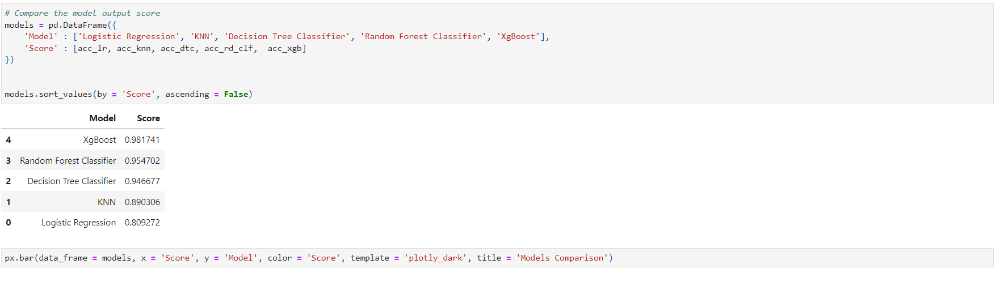 # Compare the model output score
models = pd.DataFrame({
    'Model' : ['Logistic Regression', 'KNN', 'Decision Tree Classifier', 'Random Forest Classifier', 'XgBoost'],
    'Score' : [acc_lr, acc_knn, acc_dtc, acc_rd_clf,  acc_xgb]
})
models.sort_values(by = 'Score', ascending = False)
Model Score
4 XgBoost 0.981741
3 Random Forest Classifier 0.954702
2 Decision Tree Classifier 0.946677
1 KNN 0.890306
0 Logistic Regression 0.809272
px.bar(data_frame = models, x = 'Score', y = 'Model', color = 'Score', template = 'plotly_dark', title = 'Models Comparison')